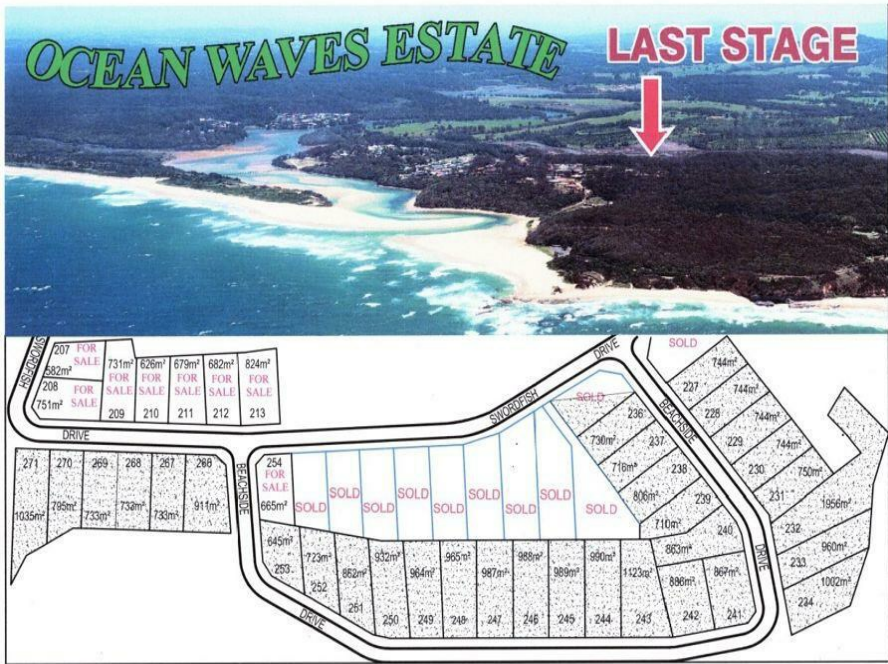 OCEAN WAVES ESTATE
LAST STAGE
SWORDFISH
207
FOR
SALE
582m²
208
FOR
SALE
751m²
731m²
FOR
SALE
209
626m²
FOR
SALE
210
679m²
FOR
SALE
211
682m²
FOR
SALE
212
824m²
FOR
SALE
213
DRIVE
SWORDFISH
DRIVE
SOLD
744m²
227
744m²
228
744m²
229
744m²
230
750m²
231
1956m²
232
960m²
233
1002m²
234
BEACHSIDE
DRIVE
SOLD
236
730m²
237
716m²
238
806m²
239
710m²
240
863m²
867m²
241
886m²
242
271
1035m²
270
795m²
269
733m²
268
732m²
267
733m²
266
911m²
BEACHSIDE
DRIVE
254
FOR
SALE
665m²
SOLD
SOLD
SOLD
SOLD
SOLD
SOLD
SOLD
SOLD
SOLD
SOLD
645m²
253
723m²
252
862m²
251
932m²
250
964m²
249
965m²
248
987m²
247
988m²
246
989m²
245
990m²
244
1123m²
243